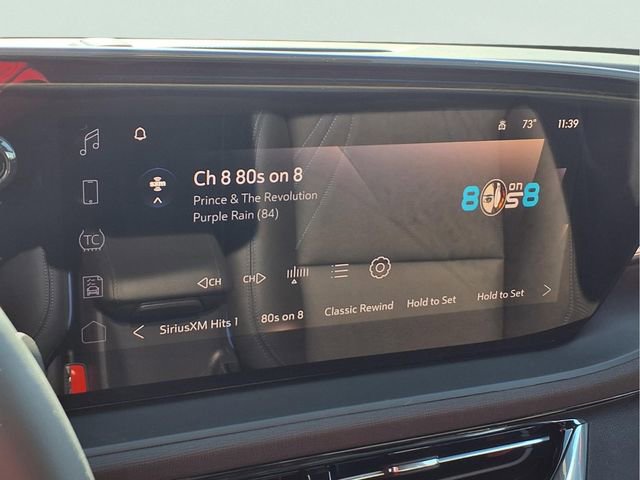 73° 11:39
Ch 8 80s on 8
Prince & The Revolution
Purple Rain (84)
80s on 8
TC
CH CH
SiriusXM Hits 1 80s on 8 Classic Rewind Hold to Set Hold to Set